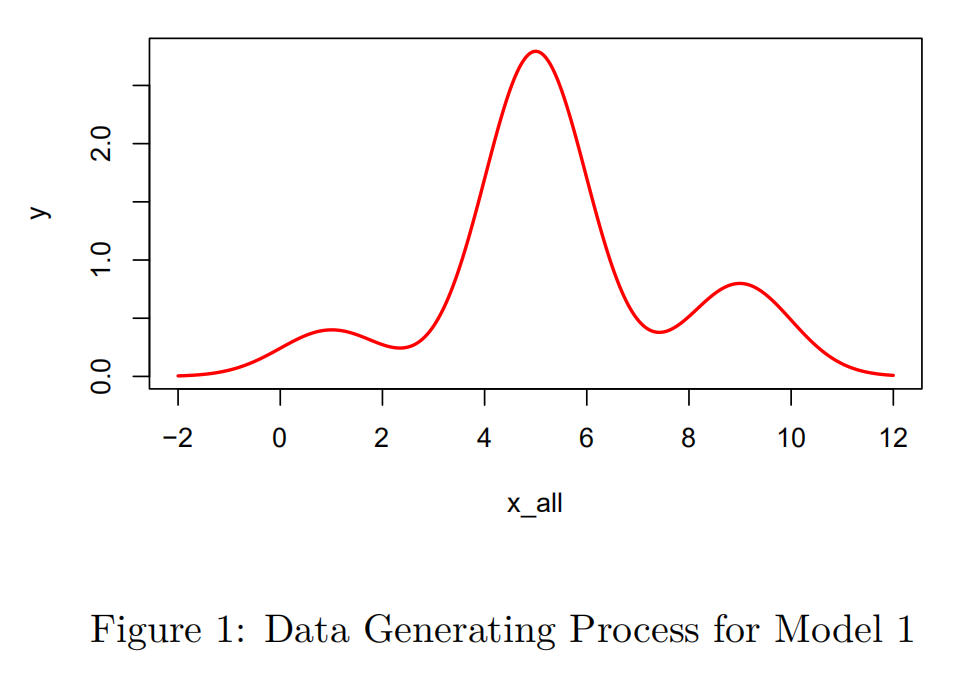 y
2.0
1.0
0.0
−2 0 2 4 6 8 10 12
x_all
Figure 1: Data Generating Process for Model 1